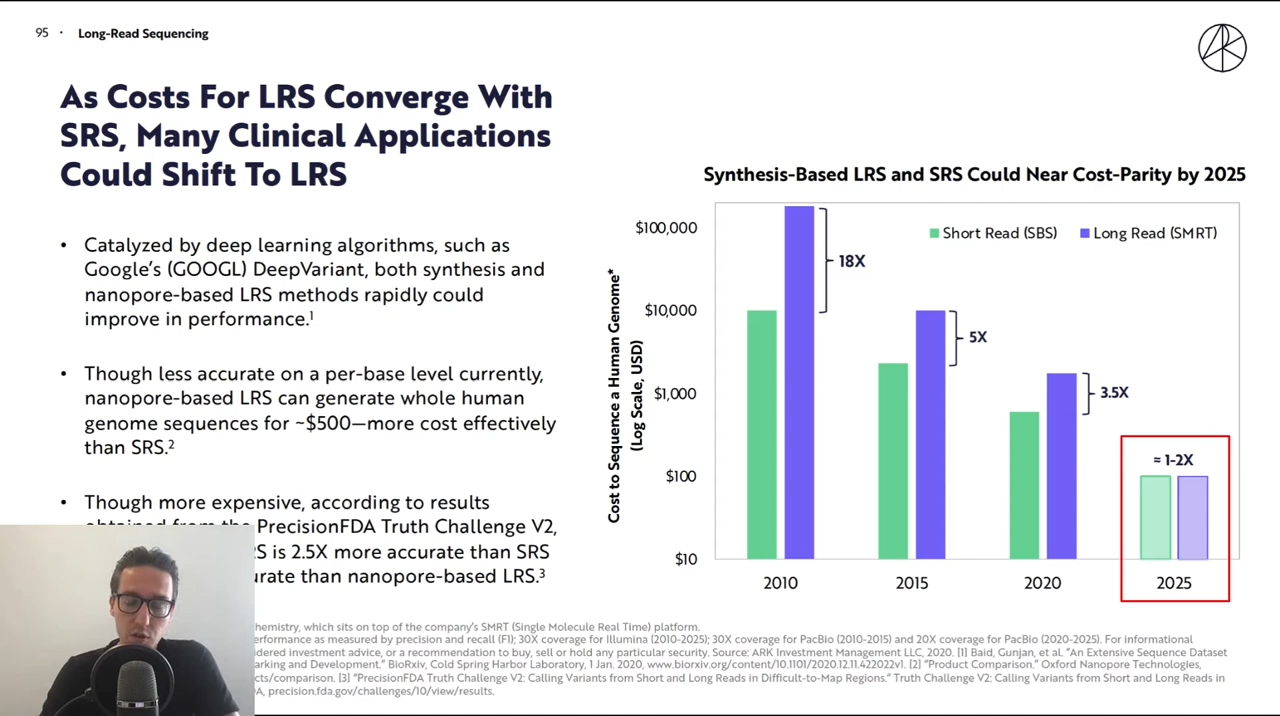 95 · Long-Read Sequencing
As Costs For LRS Converge With
SRS, Many Clinical Applications
Could Shift To LRS
• Catalyzed by deep learning algorithms, such as
Google's (GOOGL) DeepVariant, both synthesis and
nanopore-based LRS methods rapidly could
improve in performance.¹
• Though less accurate on a per-base level currently,
nanopore-based LRS can generate whole human
genome sequences for ~$500—more cost effectively
than SRS.²
• Though more expensive, according to results
the PrecisionFDA Truth Challenge V2,
is 2.5X more accurate than SRS
than nanopore-based LRS.³
Synthesis-Based LRS and SRS Could Near Cost-Parity by 2025
Short Read (SBS)
Long Read (SMRT)
Cost to Sequence a Human Genome*
(Log Scale, USD)
$100,000
$10,000
$1,000
$100
$10
18X
5X
3.5X
≈ 1-2X
2010
2015
2020
2025
which sits on top of the company's SMRT (Single Molecule Real Time) platform.
as measured by precision and recall (F1); 30X coverage for Illumina (2010-2025); 30X coverage for PacBio (2010-2015) and 20X coverage for PacBio (2020-2025). For informational
investment advice, or a recommendation to buy, sell or hold any particular security. Source: ARK Investment Management LLC, 2020. [1] Baid, Gunjan, et al. "An Extensive Sequence Dataset
and Development." BioRxiv, Cold Spring Harbor Laboratory, 1 Jan. 2020, www.biorxiv.org/content/10.1101/2020.12.11.422022v1. [2] "Product Comparison." Oxford Nanopore Technologies,
[3] "PrecisionFDA Truth Challenge V2: Calling Variants from Short and Long Reads in Difficult-to-Map Regions." Truth Challenge V2: Calling Variants from Short and Long Reads in
precision.fda.gov/challenges/10/view/results.